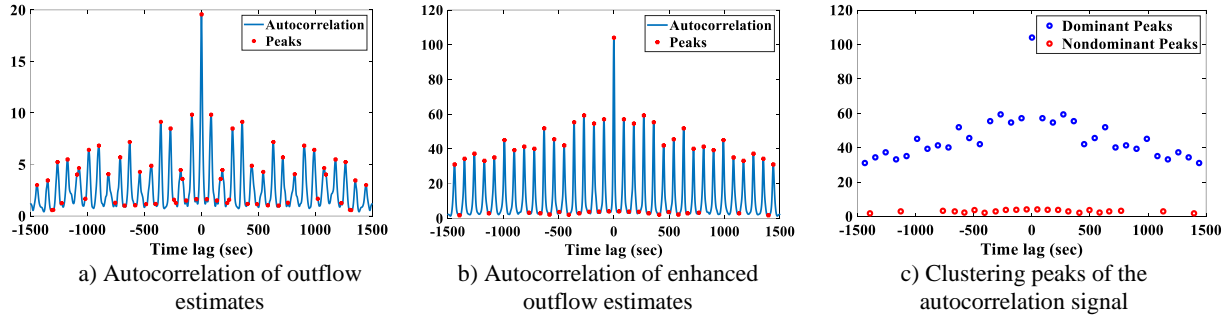 20
15
10
5
0
-1500 -1000 -500 0 500 1000 1500
Time lag (sec)
Autocorrelation
Peaks
a) Autocorrelation of outflow
estimates
120
100
80
60
40
20
0
-1500 -1000 -500 0 500 1000 1500
Time lag (sec)
Autocorrelation
Peaks
b) Autocorrelation of enhanced
outflow estimates
120
100
80
60
40
20
0
-1500 -1000 -500 0 500 1000 1500
Time lag (sec)
Dominant Peaks
Nondominant Peaks
c) Clustering peaks of the
autocorrelation signal